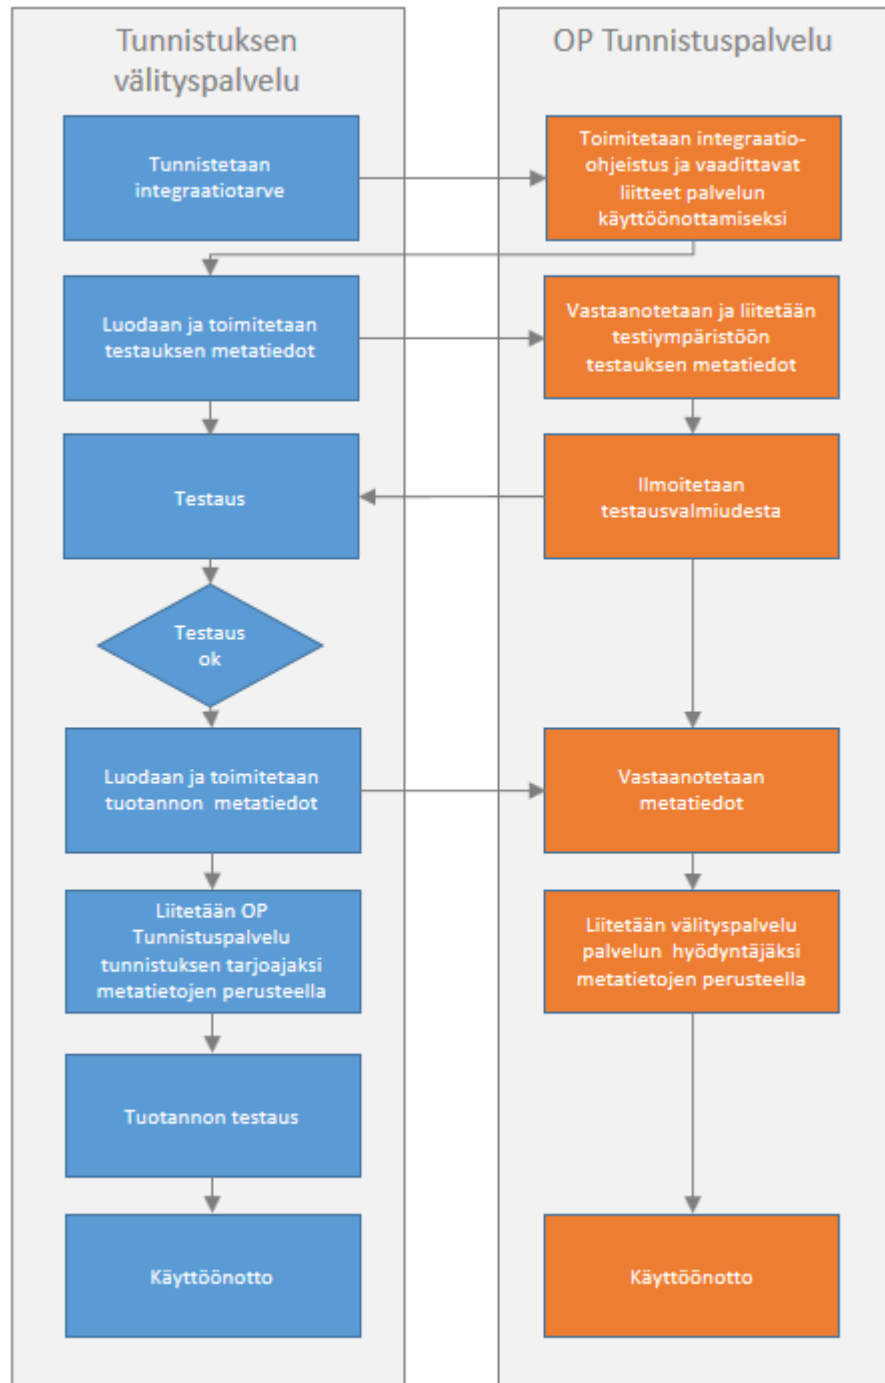 Tunnistuksen
välityspalvelu
OP Tunnistuspalvelu
Tunnistetaan
integraatiotarve
Toimitetaan integraatio-
ohjeistus ja vaadittavat
liitteet palvelun
käyttöönottamiseksi
Luodaan ja toimitetaan
testauksen metatiedot
Vastaanotetaan ja liitetään
testiympäristöön
testauksen metatiedot
Testaus
Ilmoitetaan
testausvalmiudesta
Testaus
ok
Luodaan ja toimitetaan
tuotannon metatiedot
Vastaanotetaan
metatiedot
Liitetään OP
Tunnistuspalvelu
tunnistuksen tarjoajaksi
metatietojen perusteella
Liitetään välityspalvelu
palvelun hyödyntäjäksi
metatietojen perusteella
Tuotannon testaus
Käyttöönotto
Käyttöönotto